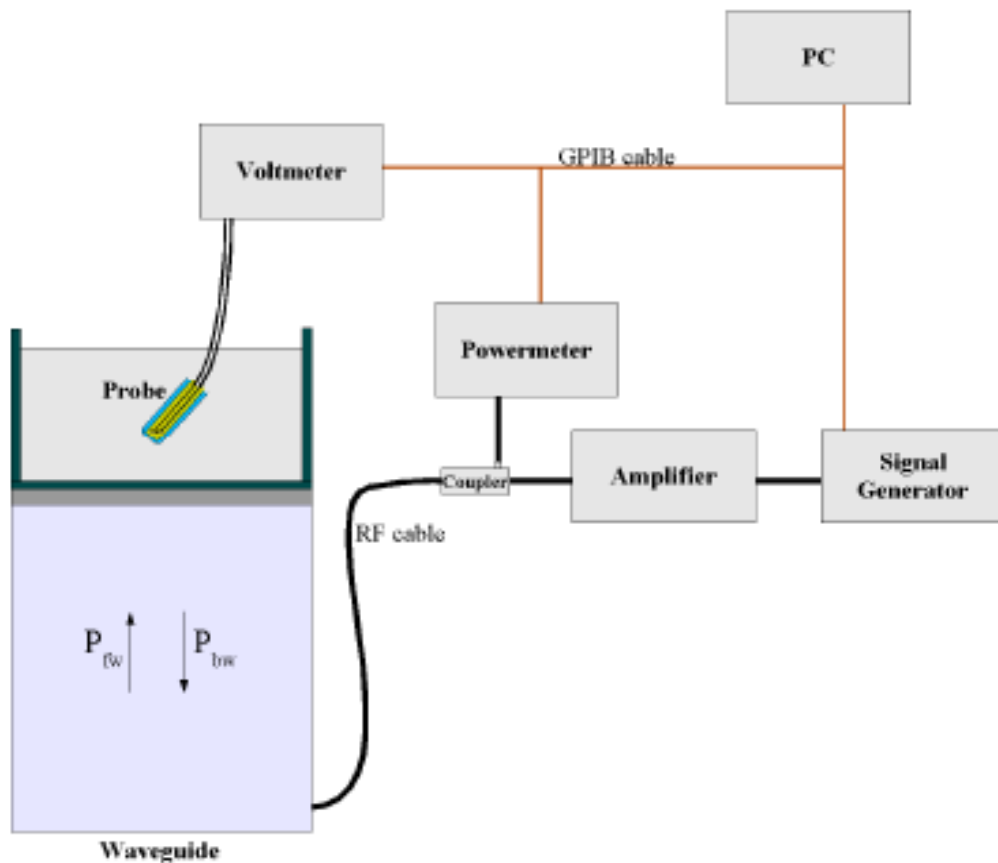 PC
Voltmeter
GPIB cable
Powermeter
Probe
Coupler
Amplifier
Signal
Generator
RF cable
P fw
P bw
Waveguide